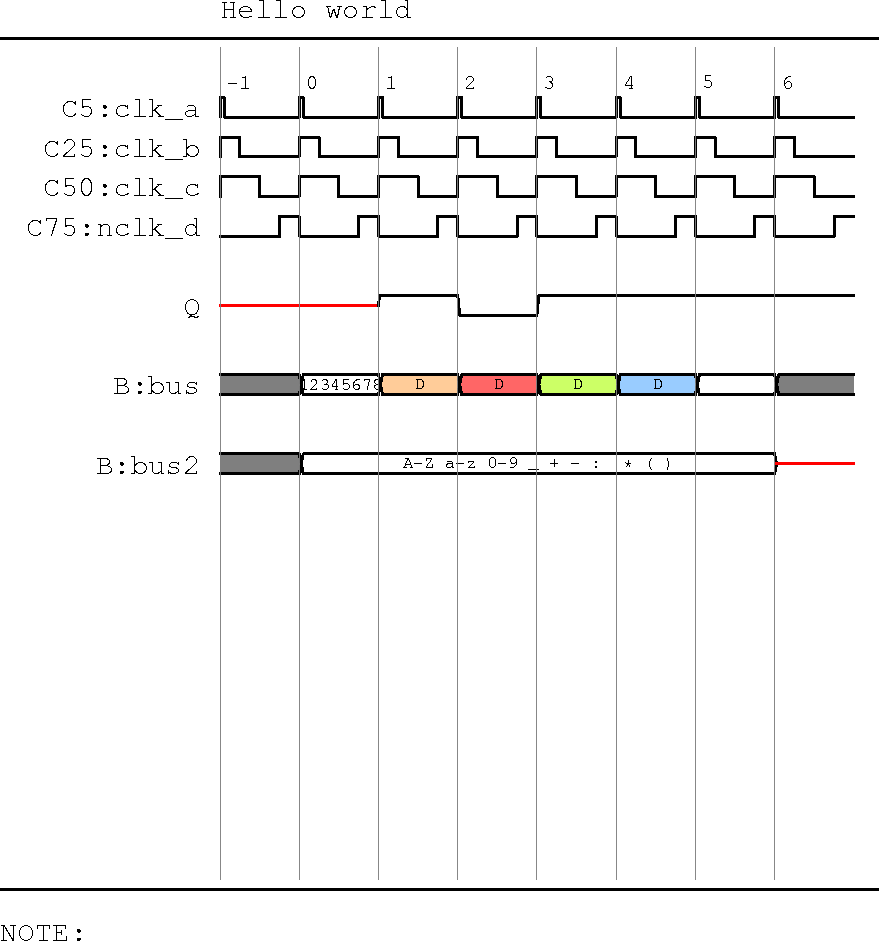 Hello world
-1 0 1 2 3 4 5 6
C5:clk_a
C25:clk_b
C50:clk_c
C75:nclk_d
Q
B:bus 12345678 D D D D
B:bus2 A-Z a-z 0-9 _ + - : * ( )
NOTE: